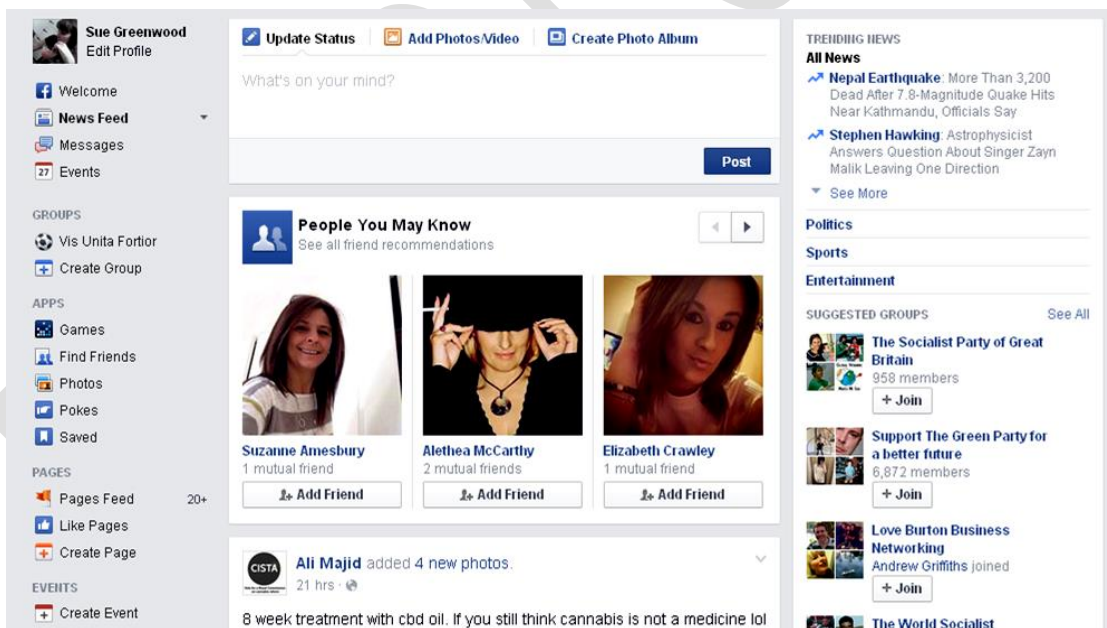 Sue Greenwood
Edit Profile
Welcome
News Feed
Messages
27 Events
GROUPS
Vis Unita Fortior
Create Group
APPS
Games
Find Friends
Photos
Pokes
Saved
PAGES
Pages Feed 20+
Like Pages
Create Page
EVENTS
Create Event
Update Status Add Photos/Video Create Photo Album
What's on your mind?
Post
People You May Know
See all friend recommendations
Suzanne Amesbury
1 mutual friend
Add Friend
Alethea McCarthy
2 mutual friends
Add Friend
Elizabeth Crawley
1 mutual friend
Add Friend
CISTA
Ali Majid added 4 new photos.
21 hrs ·
8 week treatment with cbd oil. If you still think cannabis is not a medicine lol
TRENDING NEWS
All News
Nepal Earthquake: More Than 3,200
Dead After 7.8-Magnitude Quake Hits
Near Kathmandu, Officials Say
Stephen Hawking: Astrophysicist
Answers Question About Singer Zayn
Malik Leaving One Direction
See More
Politics
Sports
Entertainment
SUGGESTED GROUPS See All
The Socialist Party of Great
Britain
958 members
+ Join
Support The Green Party for
a better future
6,872 members
+ Join
Love Burton Business
Networking
Andrew Griffiths joined
+ Join
The World Socialist